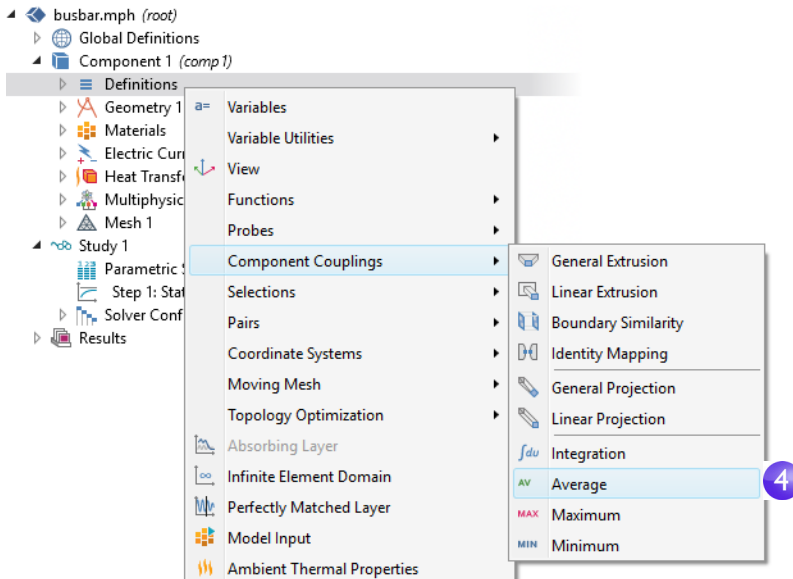 busbar.mph (root)
Global Definitions
Component 1 (comp1)
Definitions
Geometry 1
Materials
Electric Curr
Heat Transfe
Multiphysic
Mesh 1
Study 1
Parametric S
Step 1: Stat
Solver Conf
Results
a= Variables
Variable Utilities
View
Functions
Probes
Component Couplings
Selections
Pairs
Coordinate Systems
Moving Mesh
Topology Optimization
Absorbing Layer
Infinite Element Domain
Perfectly Matched Layer
Model Input
Ambient Thermal Properties
General Extrusion
Linear Extrusion
Boundary Similarity
Identity Mapping
General Projection
Linear Projection
∫du Integration
AV Average
4
MAX Maximum
MIN Minimum